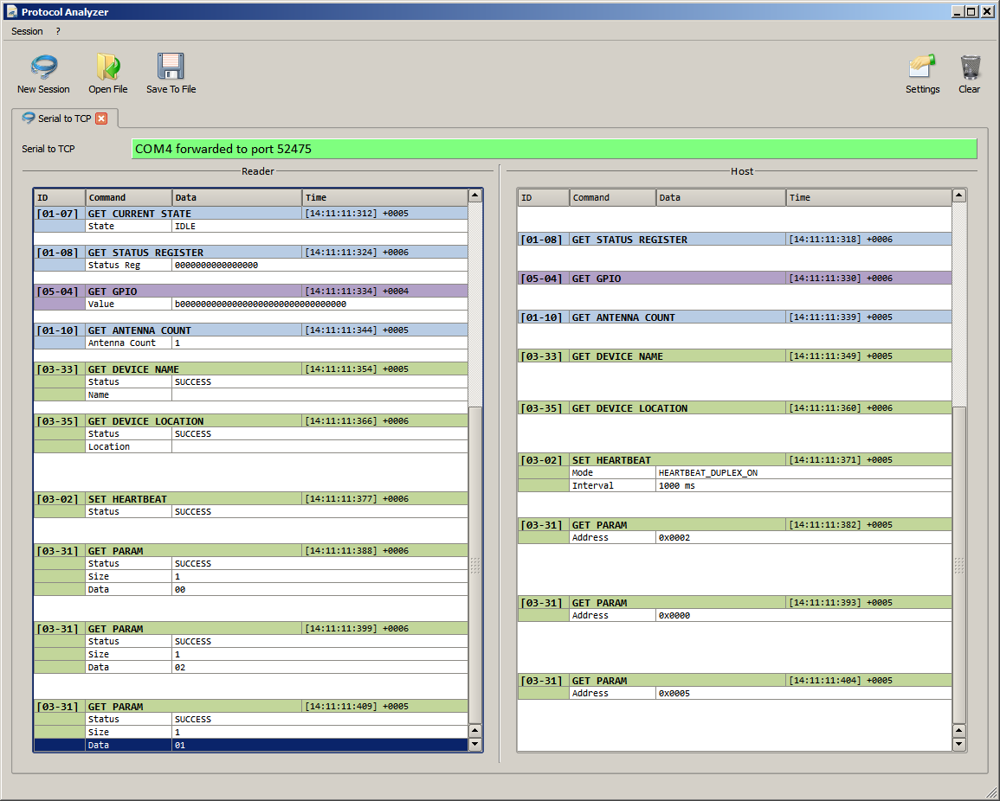 Protocol Analyzer
Session ?
New Session Open File Save To File Settings Clear
Serial to TCP
Serial to TCP COM4 forwarded to port 52475
Reader
ID Command Data Time
[01-07] GET CURRENT STATE [14:11:11:312] +0005
State IDLE
[01-08] GET STATUS REGISTER [14:11:11:324] +0006
Status Reg 0000000000000000
[05-04] GET GPIO [14:11:11:334] +0004
Value b00000000000000000000000000000000
[01-10] GET ANTENNA COUNT [14:11:11:344] +0005
Antenna Count 1
[03-33] GET DEVICE NAME [14:11:11:354] +0005
Status SUCCESS
Name
[03-35] GET DEVICE LOCATION [14:11:11:366] +0006
Status SUCCESS
Location
[03-02] SET HEARTBEAT [14:11:11:377] +0006
Status SUCCESS
[03-31] GET PARAM [14:11:11:388] +0006
Status SUCCESS
Size 1
Data 00
[03-31] GET PARAM [14:11:11:399] +0006
Status SUCCESS
Size 1
Data 02
[03-31] GET PARAM [14:11:11:409] +0005
Status SUCCESS
Size 1
Data 01
Host
ID Command Data Time
[01-08] GET STATUS REGISTER [14:11:11:318] +0006
[05-04] GET GPIO [14:11:11:330] +0006
[01-10] GET ANTENNA COUNT [14:11:11:339] +0005
[03-33] GET DEVICE NAME [14:11:11:349] +0005
[03-35] GET DEVICE LOCATION [14:11:11:360] +0006
[03-02] SET HEARTBEAT [14:11:11:371] +0005
Mode HEARTBEAT_DUPLEX_ON
Interval 1000 ms
[03-31] GET PARAM [14:11:11:382] +0005
Address 0x0002
[03-31] GET PARAM [14:11:11:393] +0005
Address 0x0000
[03-31] GET PARAM [14:11:11:404] +0005
Address 0x0005